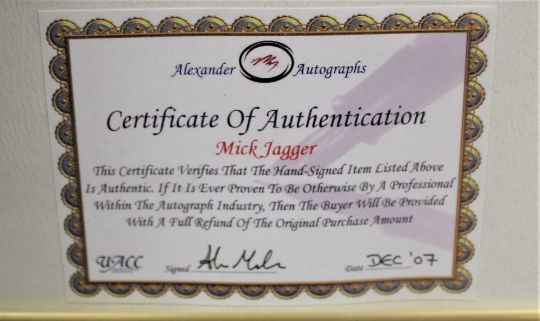 Alexander Autographs
Certificate Of Authentication
Mick Jagger
This Certificate Verifies That The Hand-Signed Item Listed Above
Is Authentic. If It Is Ever Proven To Be Otherwise By A Professional
Within The Autograph Industry, Then The Buyer Will Be Provided
With A Full Refund Of The Original Purchase Amount
UACC Signed Date DEC '07